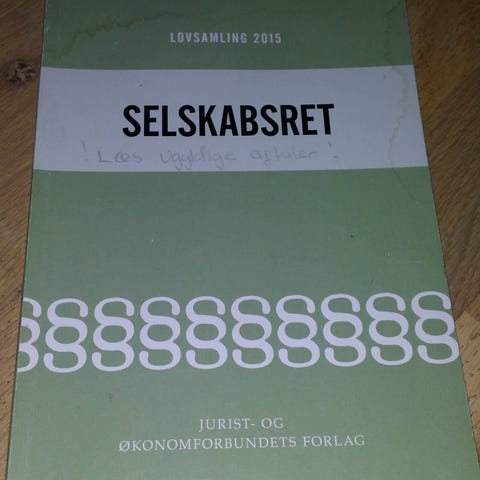 LOVSAMLING 2015
SELSKABSRET
! Læs Ugyldige aftaler !
§§§§§§§§§§
JURIST- OG
ØKONOMFORBUNDETS FORLAG